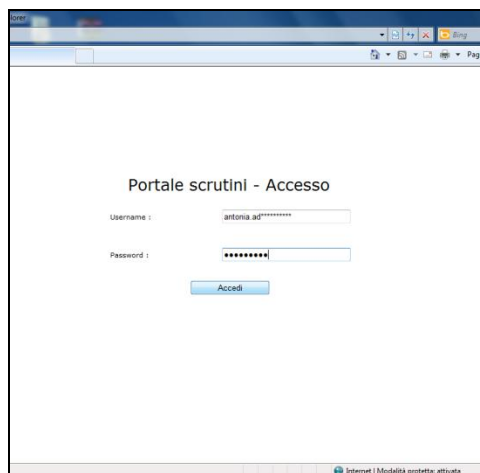 lorer
Bing
Pag
Portale scrutini - Accesso
Username :
antonia.ad**********
Password :
●●●●●●●●●
Accedi
Internet | Modalità protetta: attivata